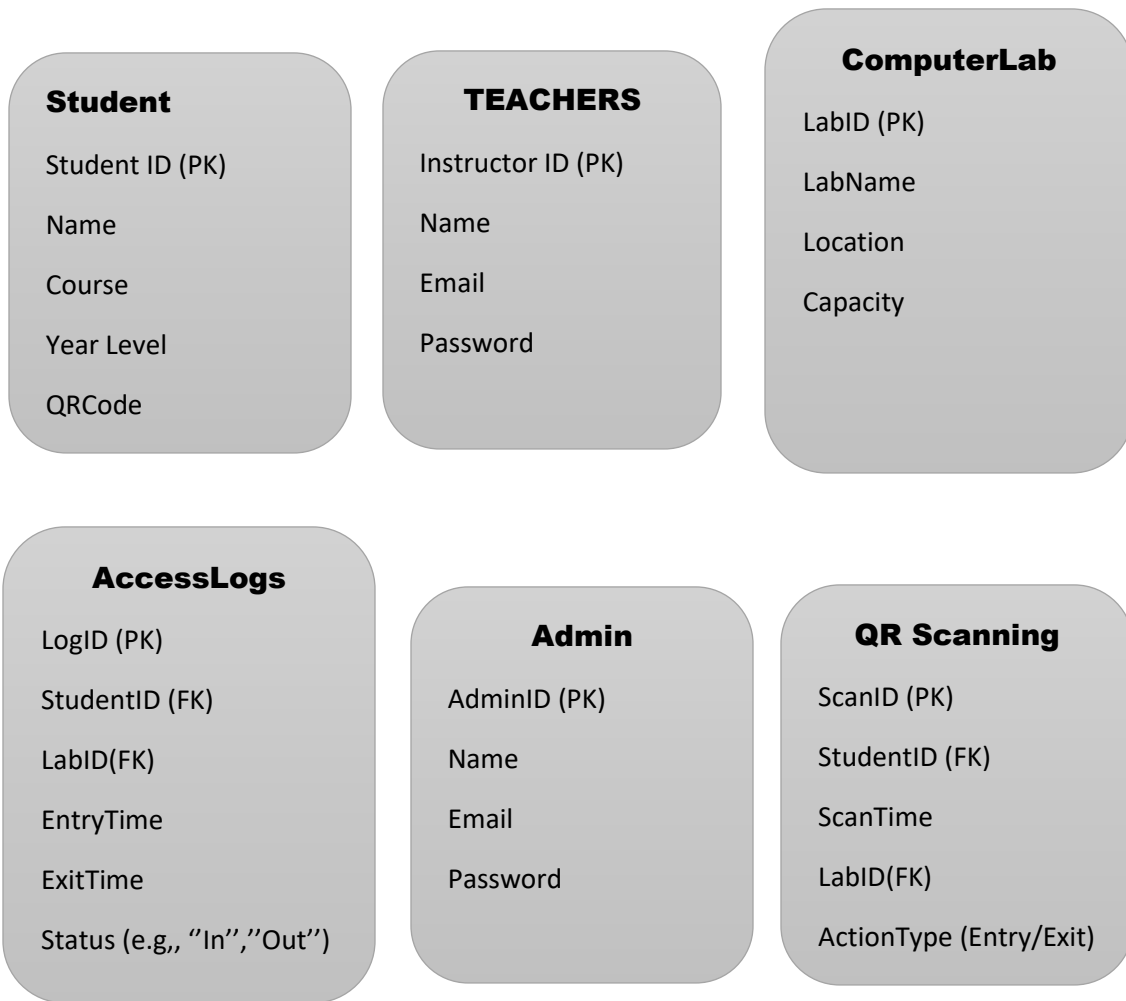 Student
Student ID (PK)
Name
Course
Year Level
QRCode
TEACHERS
Instructor ID (PK)
Name
Email
Password
ComputerLab
LabID (PK)
LabName
Location
Capacity
AccessLogs
LogID (PK)
StudentID (FK)
LabID(FK)
EntryTime
ExitTime
Status (e.g,, ‘’In’’,’’Out’’)
Admin
AdminID (PK)
Name
Email
Password
QR Scanning
ScanID (PK)
StudentID (FK)
ScanTime
LabID(FK)
ActionType (Entry/Exit)